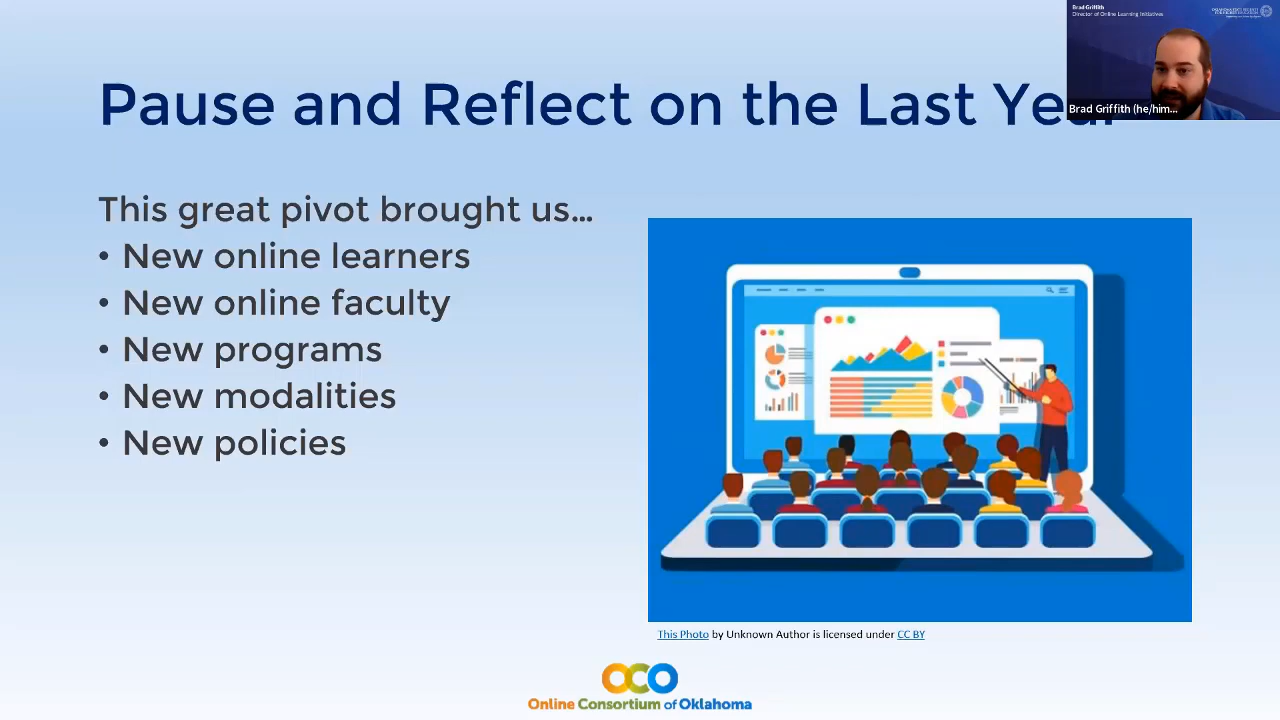 Brad Griffith
Director of Online Learning Initiatives
Brad Griffith (he/him...
Pause and Reflect on the Last Year
This great pivot brought us...
• New online learners
• New online faculty
• New programs
• New modalities
• New policies
This Photo by Unknown Author is licensed under CC BY
OCO
Online Consortium of Oklahoma